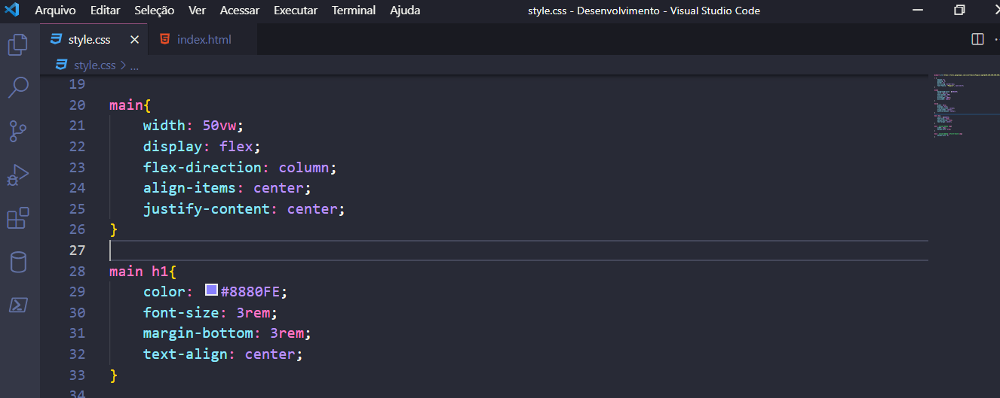 Arquivo Editar Seleção Ver Acessar Executar Terminal Ajuda style.css - Desenvolvimento - Visual Studio Code
style.css index.html
style.css > ...
19
20 main{
21 width: 50vw;
22 display: flex;
23 flex-direction: column;
24 align-items: center;
25 justify-content: center;
26 }
27
28 main h1{
29 color: #8880FE;
30 font-size: 3rem;
31 margin-bottom: 3rem;
32 text-align: center;
33 }
34